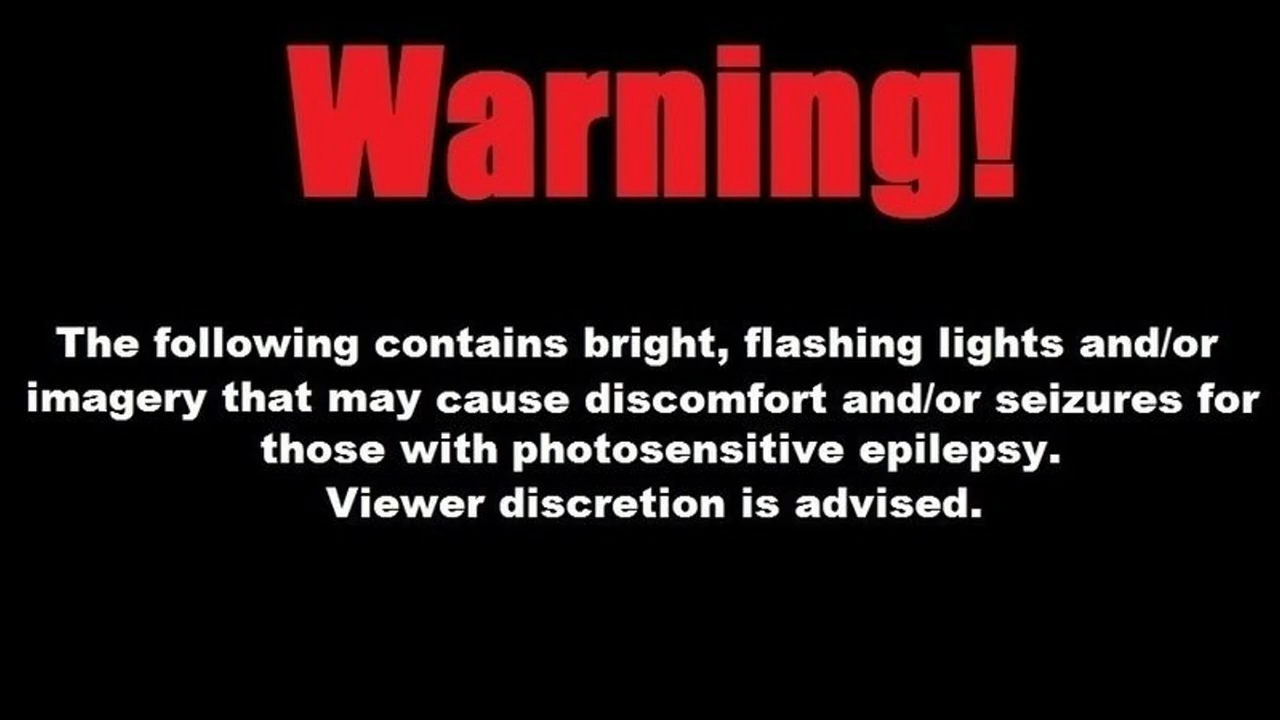 Warning!
The following contains bright, flashing lights and/or
imagery that may cause discomfort and/or seizures for
those with photosensitive epilepsy.
Viewer discretion is advised.